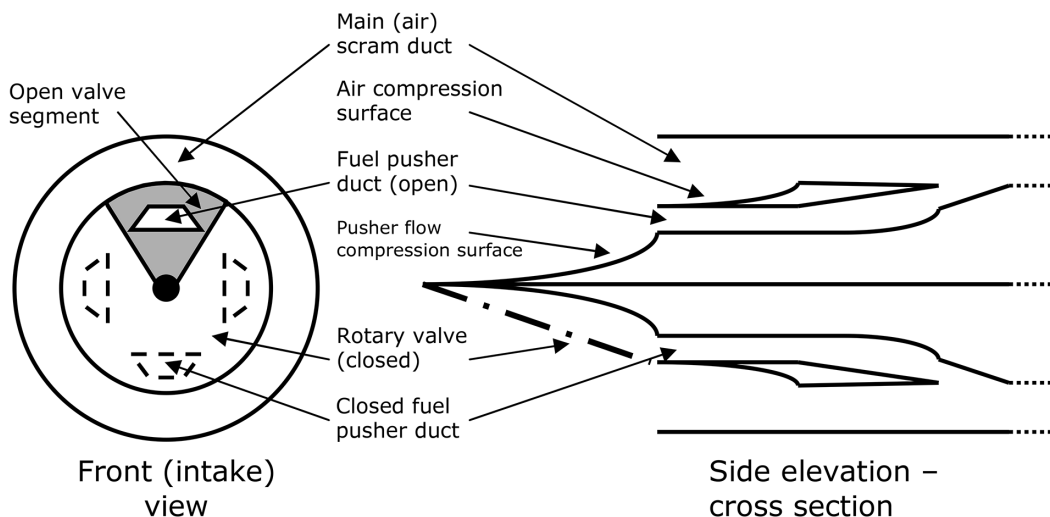 Main (air)
scram duct
Open valve
segment
Air compression
surface
Fuel pusher
duct (open)
Pusher flow
compression surface
Rotary valve
(closed)
Closed fuel
pusher duct
Front (intake)
view
Side elevation –
cross section